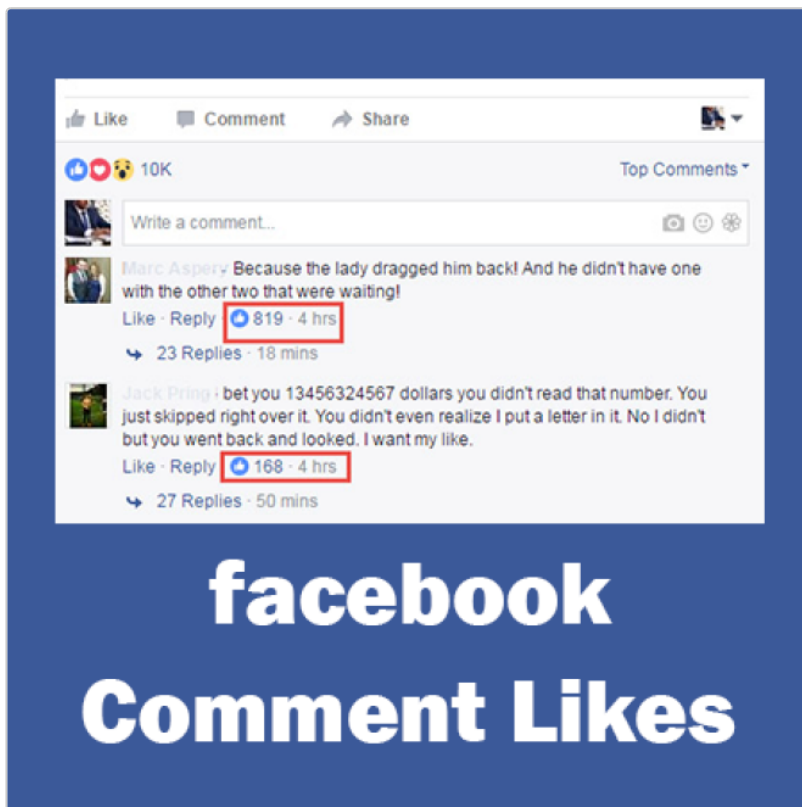 Like Comment Share
10K Top Comments
Write a comment...
Marc Aspery Because the lady dragged him back! And he didn't have one
with the other two that were waiting!
Like · Reply · 819 · 4 hrs
23 Replies · 18 mins
Jack Pring I bet you 13456324567 dollars you didn't read that number. You
just skipped right over it. You didn't even realize I put a letter in it. No I didn't
but you went back and looked. I want my like.
Like · Reply · 168 · 4 hrs
27 Replies · 50 mins
facebook
Comment Likes